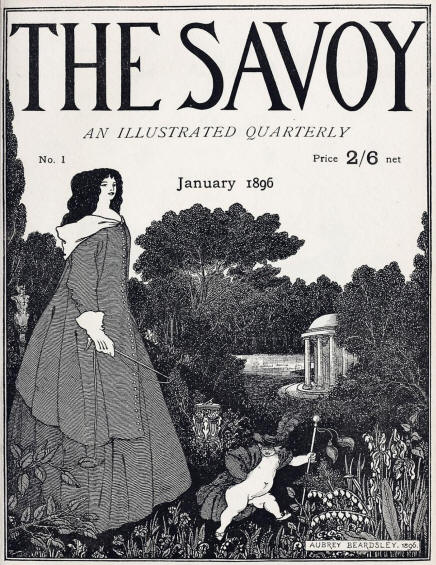 THE SAVOY
AN ILLUSTRATED QUARTERLY
No. 1
Price 2/6 net
January 1896
AUBREY BEARDSLEY. 1896.